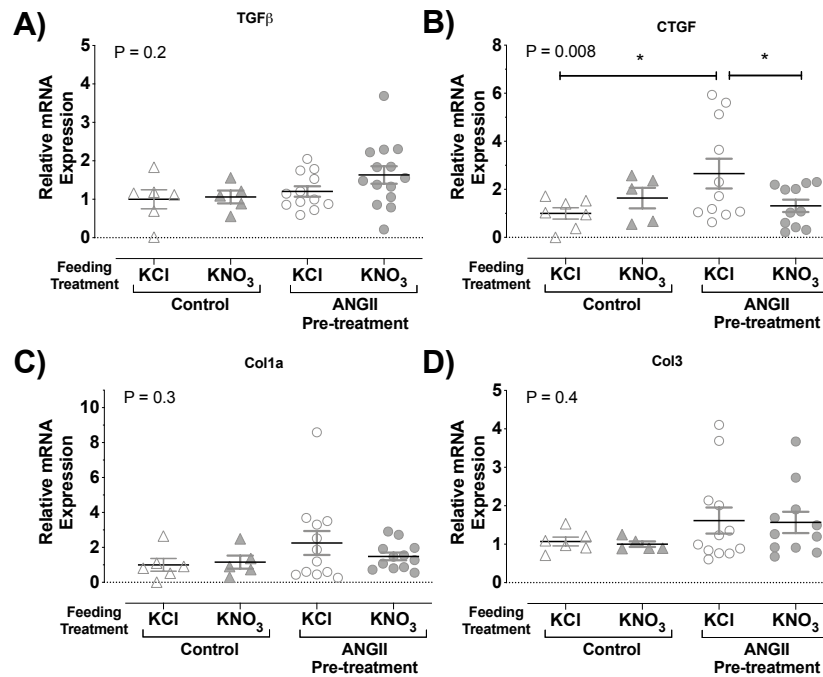 A)
TGFβ
P = 0.2
Relative mRNA
Expression
5
4
3
2
1
0
Feeding
Treatment
KCl
KNO3
KCl
KNO3
Control
ANGII
Pre-treatment
B)
CTGF
P = 0.008
*
*
Relative mRNA
Expression
8
6
4
2
0
Feeding
Treatment
KCl
KNO3
KCl
KNO3
Control
ANGII
Pre-treatment
C)
Col1a
P = 0.3
Relative mRNA
Expression
10
8
6
4
2
0
Feeding
Treatment
KCl
KNO3
KCl
KNO3
Control
ANGII
Pre-treatment
D)
Col3
P = 0.4
Relative mRNA
Expression
5
4
3
2
1
0
Feeding
Treatment
KCl
KNO3
KCl
KNO3
Control
ANGII
Pre-treatment